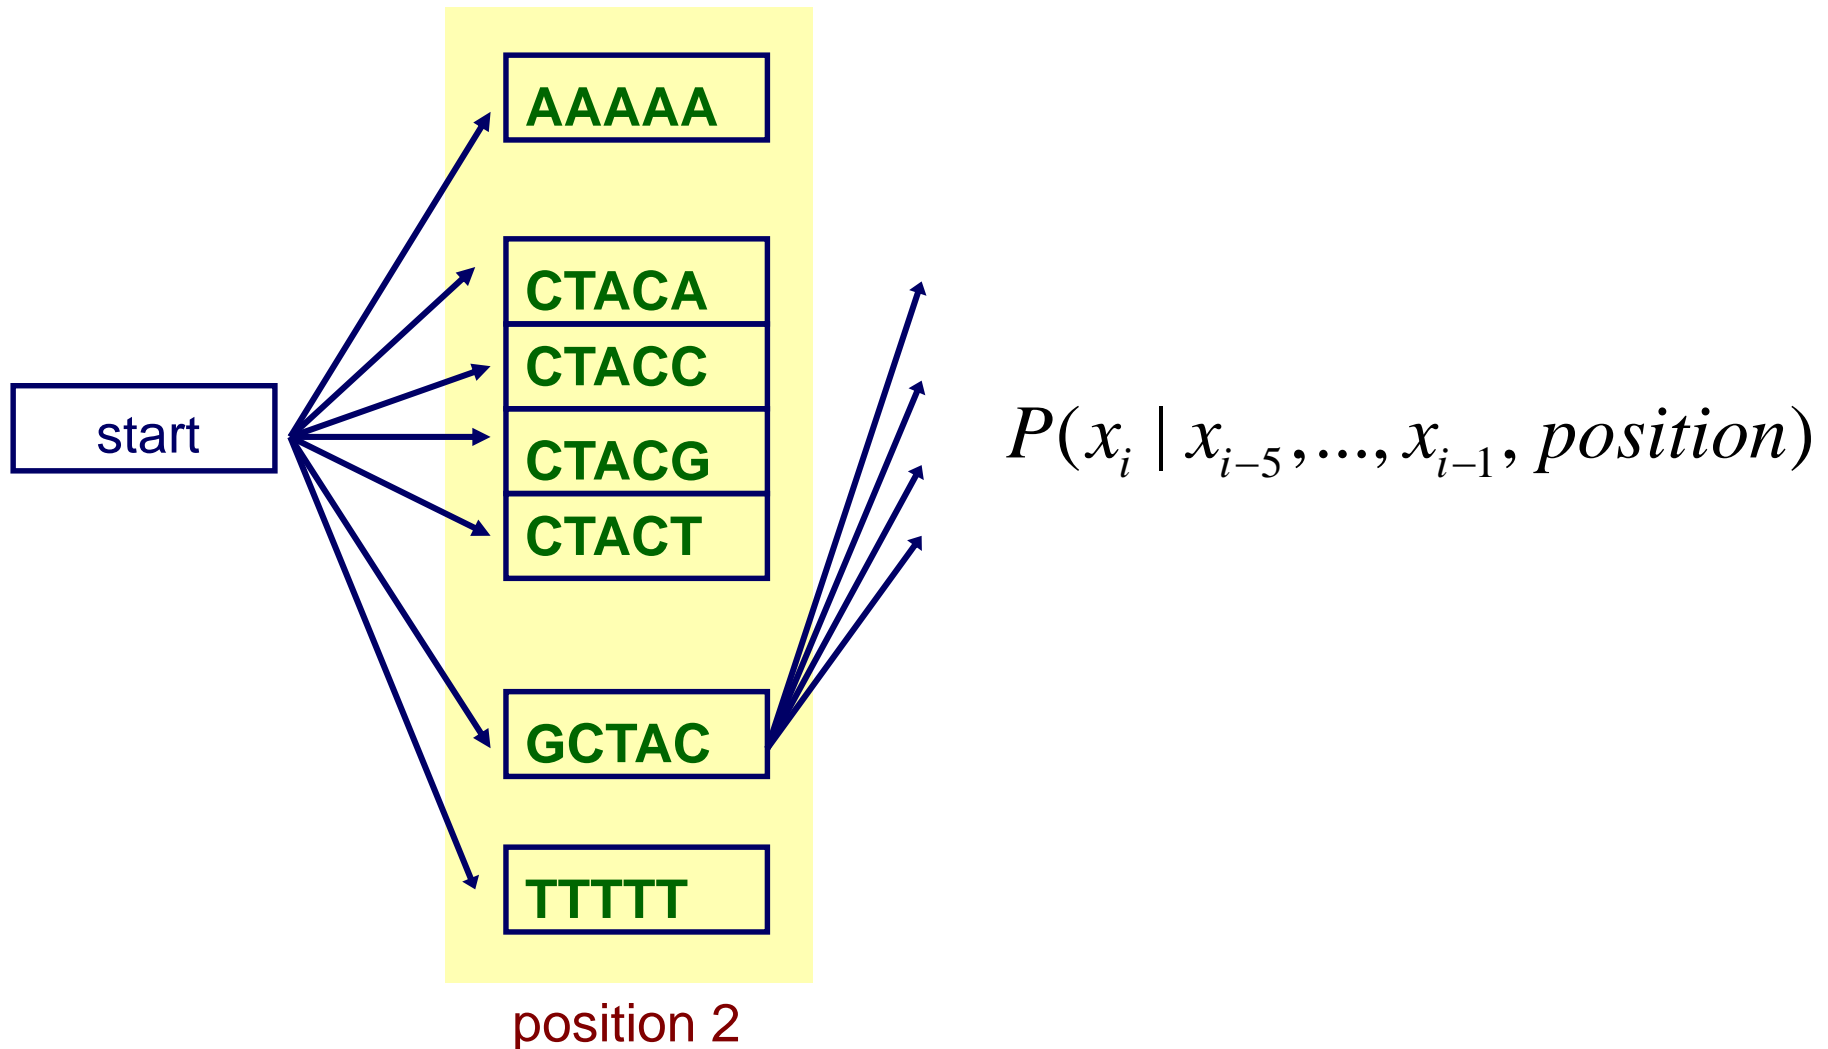 AAAAA
CTACA
CTACC
start
CTACG
CTACT
GCTAC
TTTTT
position 2
P(x_i | x_{i-5},...,x_{i-1}, position)